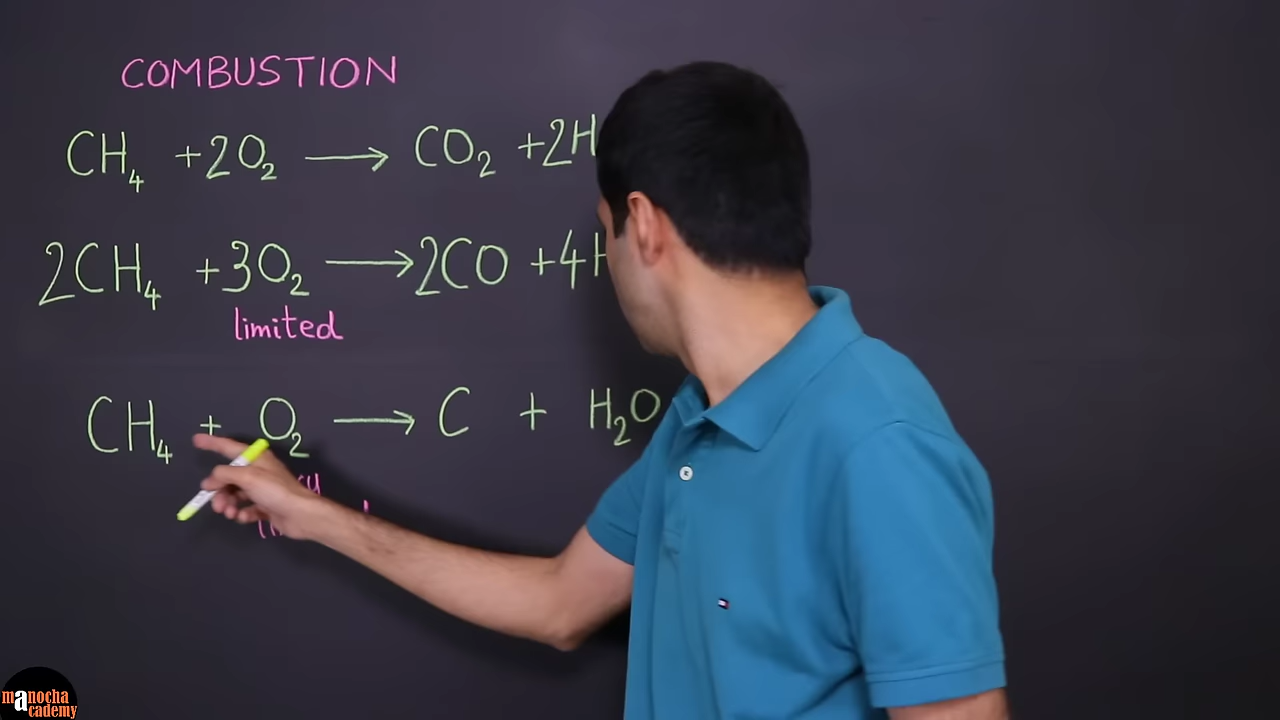 COMBUSTION
CH₄ + 2O₂ → CO₂ + 2H
2CH₄ + 3O₂ → 2CO + 4H
limited
CH₄ + O₂ → C + H₂O
manocha
academy